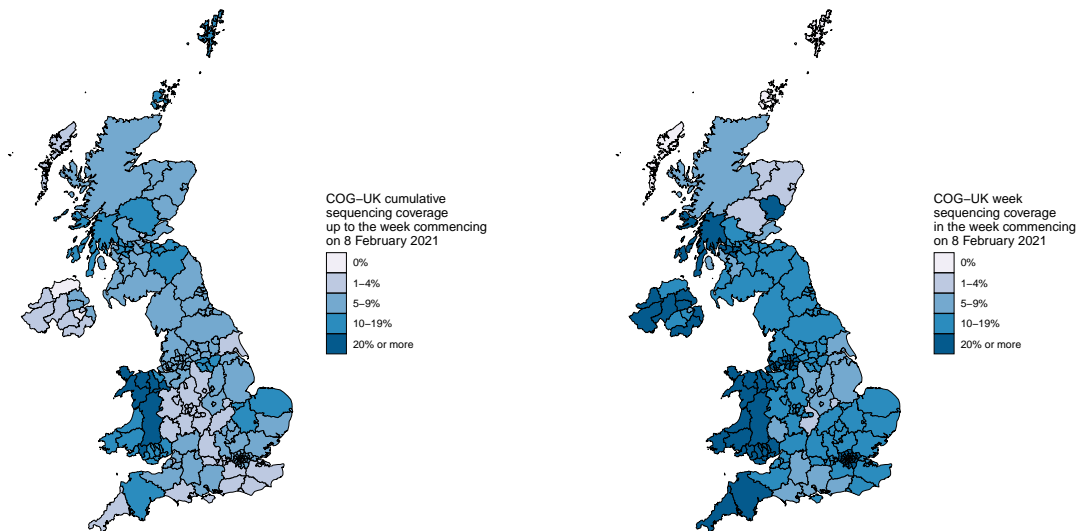 COG–UK cumulative
sequencing coverage
up to the week commencing
on 8 February 2021
0%
1–4%
5–9%
10–19%
20% or more
COG–UK week
sequencing coverage
in the week commencing
on 8 February 2021
0%
1–4%
5–9%
10–19%
20% or more